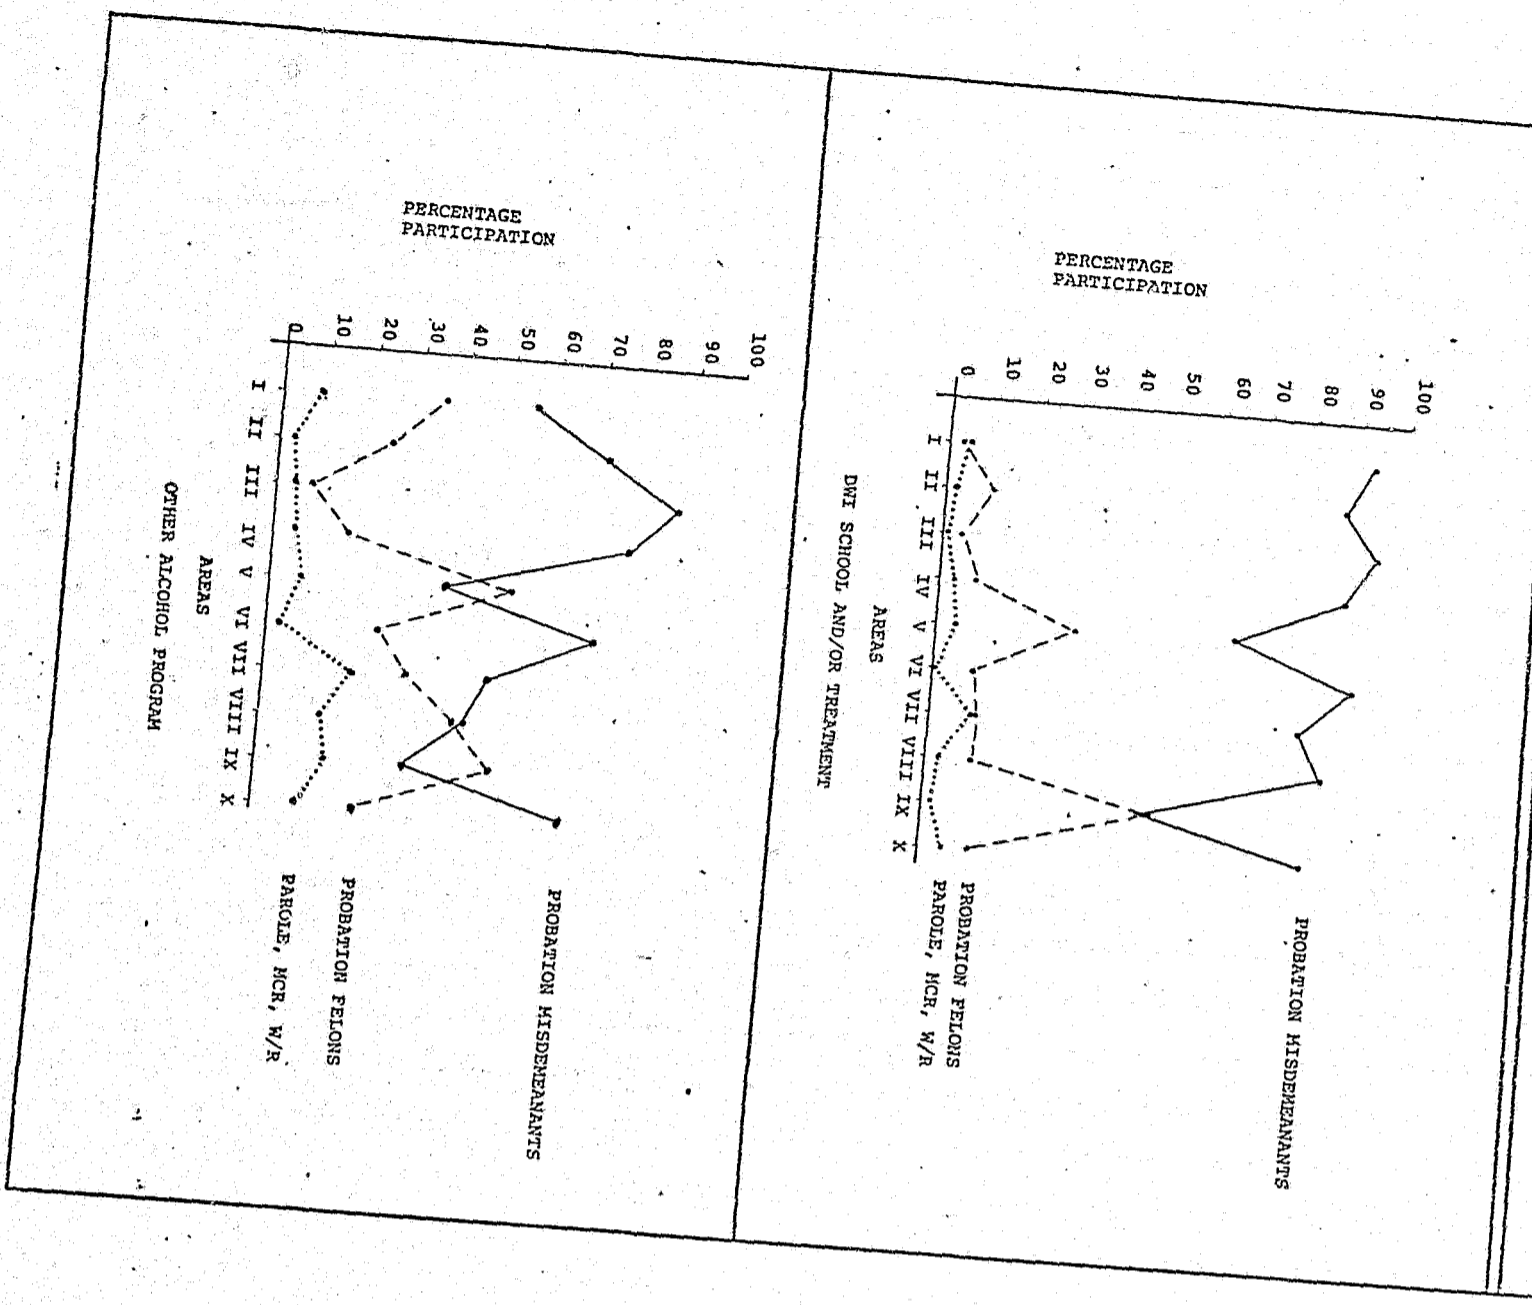 PERCENTAGE
PARTICIPATION
100
90
80
70
60
50
40
30
20
10
0
I II III IV V VI VII VIII IX X
AREAS
DWI SCHOOL AND/OR TREATMENT
PROBATION MISDEMEANANTS
PROBATION FELONS
PAROLE, MCR, W/R
PERCENTAGE
PARTICIPATION
100
90
80
70
60
50
40
30
20
10
0
I II III IV V VI VII VIII IX X
AREAS
OTHER ALCOHOL PROGRAM
PROBATION MISDEMEANANTS
PROBATION FELONS
PAROLE, MCR, W/R